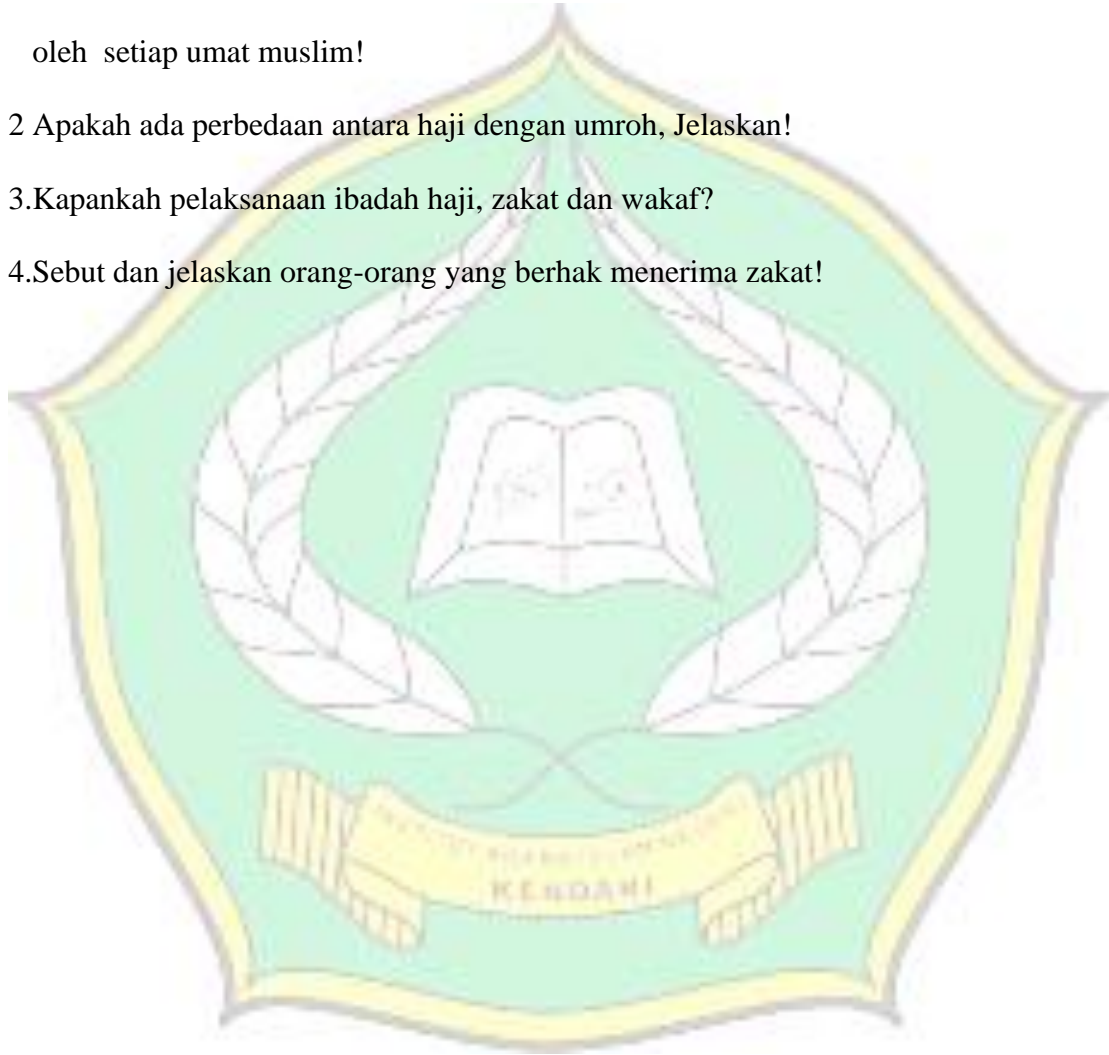 oleh  setiap umat muslim!
2 Apakah ada perbedaan antara haji dengan umroh, Jelaskan!
3.Kapankah pelaksanaan ibadah haji, zakat dan wakaf?
4.Sebut dan jelaskan orang-orang yang berhak menerima zakat!
KENDARI